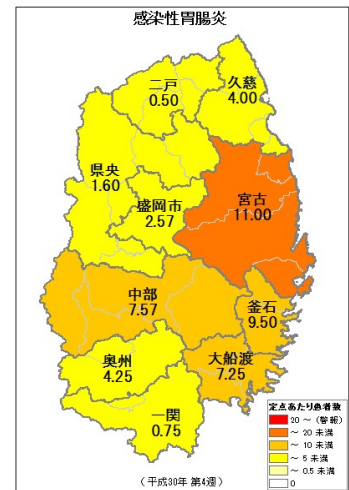 感染性胃腸炎
二戸
0.50
久慈
4.00
県央
1.60
盛岡市
2.57
宮古
11.00
中部
7.57
釜石
9.50
奥州
4.25
大船渡
7.25
一関
0.75
定点あたり患者数
20 ～ (警報)
～ 20 未満
～ 10 未満
～ 5 未満
～ 0.5 未満
0
(平成30年 第4週)